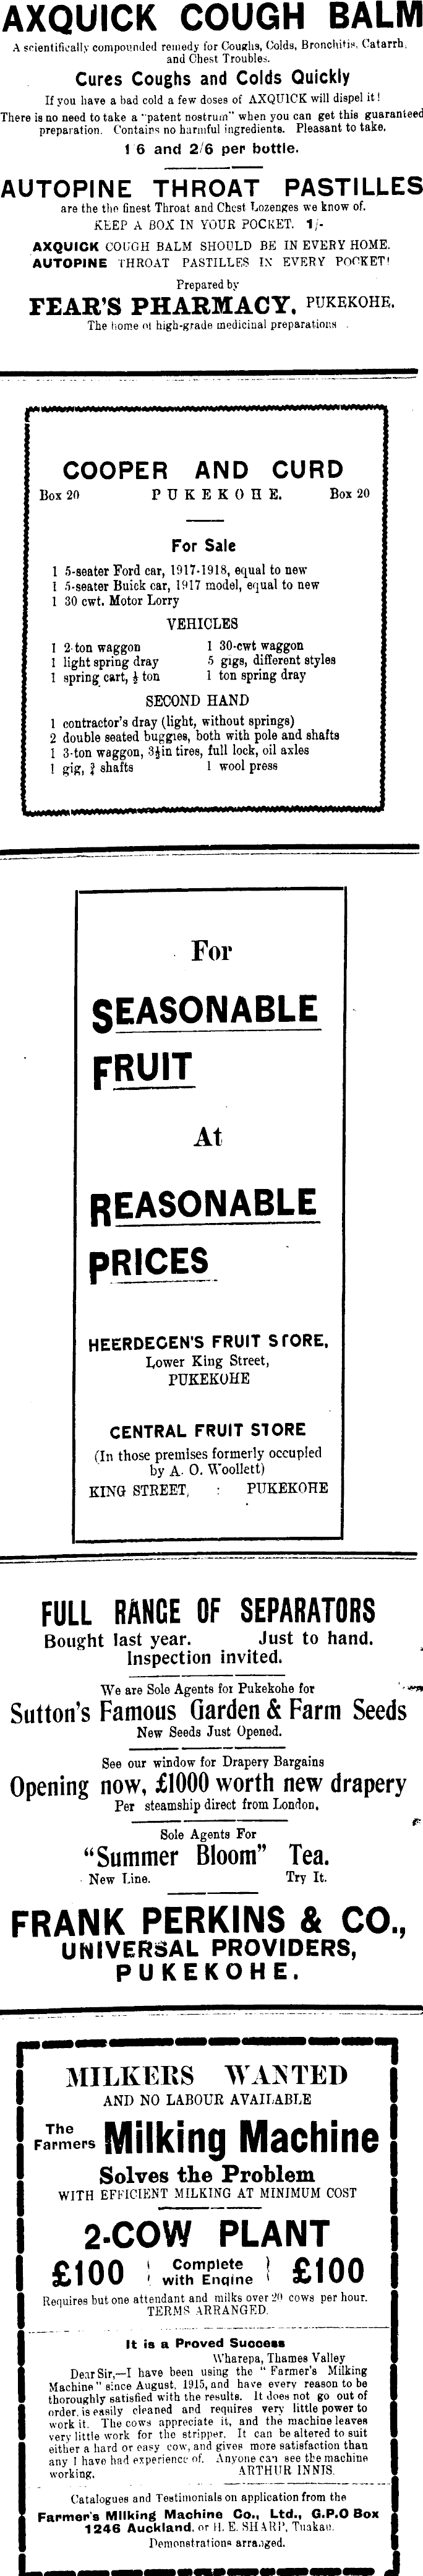 AXQUICK COUGH BALM
A scientifically compounded remedy for Coughs, Colds, Bronchitis, Catarrh,
and Chest Troubles.
Cures Coughs and Colds Quickly
If you have a bad cold a few doses of AXQUICK will dispel it!
There is no need to take a "patent nostrum" when you can get this guaranteed
preparation. Contains no harmful ingredients. Pleasant to take.
1 6 and 2/6 per bottle.
AUTOPINE THROAT PASTILLES
are the the finest Throat and Chest Lozenges we know of.
KEEP A BOX IN YOUR POCKET. 1/-
AXQUICK COUGH BALM SHOULD BE IN EVERY HOME.
AUTOPINE THROAT PASTILLES IN EVERY POCKET!
Prepared by
FEAR'S PHARMACY, PUKEKOHE.
The home of high-grade medicinal preparations .
COOPER AND CURD
Box 20 PUKEKOHE. Box 20
For Sale
1 5-seater Ford car, 1917-1918, equal to new
1 5-seater Buick car, 1917 model, equal to new
1 30 cwt. Motor Lorry
VEHICLES
1 2-ton waggon 1 30-cwt waggon
1 light spring dray 5 gigs, different styles
1 spring cart, ½ ton 1 ton spring dray
SECOND HAND
1 contractor's dray (light, without springs)
2 double seated buggies, both with pole and shafts
1 3-ton waggon, 3½in tires, full lock, oil axles
1 gig, ¾ shafts 1 wool press
For
SEASONABLE
FRUIT
At
REASONABLE
PRICES
HEERDEGEN'S FRUIT STORE,
Lower King Street,
PUKEKOHE
CENTRAL FRUIT STORE
(In those premises formerly occupied
by A. O. Woollett)
KING STREET, : PUKEKOHE
FULL RANGE OF SEPARATORS
Bought last year. Just to hand.
Inspection invited.
We are Sole Agents for Pukekohe for
Sutton's Famous Garden & Farm Seeds
New Seeds Just Opened.
See our window for Drapery Bargains
Opening now, £1000 worth new drapery
Per steamship direct from London.
Sole Agents For
"Summer Bloom" Tea.
New Line. Try It.
FRANK PERKINS & CO.,
UNIVERSAL PROVIDERS,
PUKEKOHE.
MILKERS WANTED
AND NO LABOUR AVAILABLE
The Farmers Milking Machine
Solves the Problem
WITH EFFICIENT MILKING AT MINIMUM COST
2-COW PLANT
£100 Complete with Engine £100
Requires but one attendant and milks over 20 cows per hour.
TERMS ARRANGED.
It is a Proved Success
Wharepa, Thames Valley
Dear Sir,—I have been using the "Farmer's Milking
Machine" since August, 1915, and have every reason to be
thoroughly satisfied with the results. It does not go out of
order, is easily cleaned and requires very little power to
work it. The cows appreciate it, and the machine leaves
very little work for the stripper. It can be altered to suit
either a hard or easy cow, and gives more satisfaction than
any I have had experience of. Anyone can see the machine
working. ARTHUR INNIS.
Catalogues and Testimonials on application from the
Farmer's Milking Machine Co., Ltd., G.P.O Box
1246 Auckland, or H. E. SHARP, Tuakau.
Demonstrations arranged.